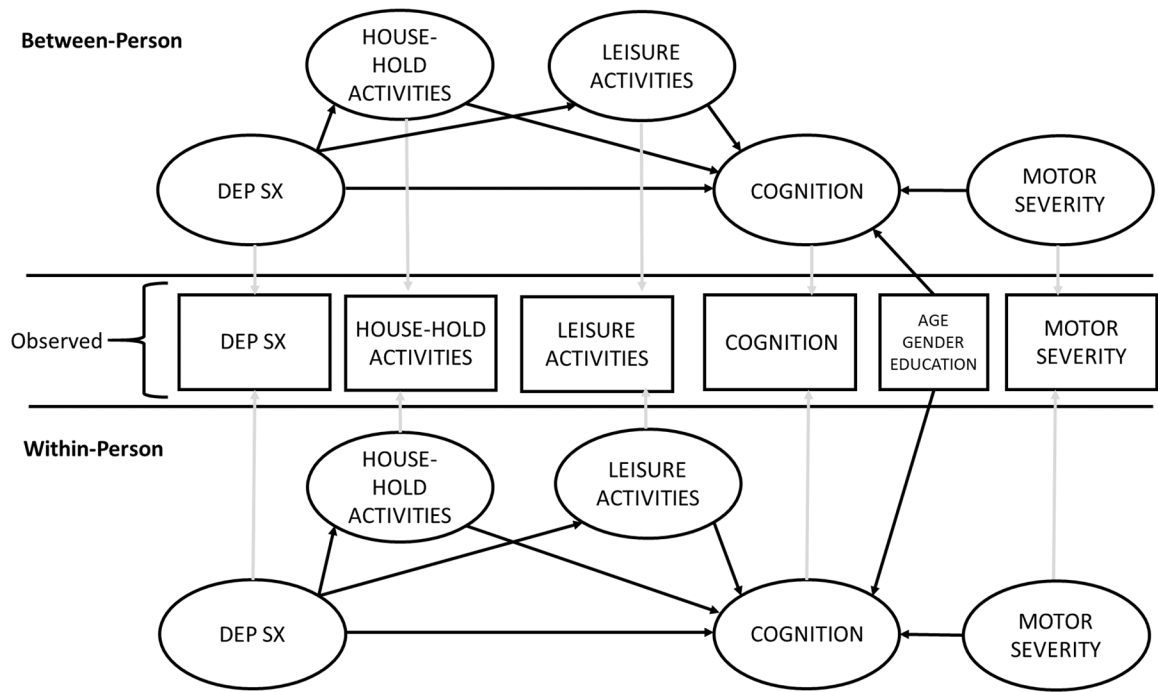 Between-Person
HOUSE-
HOLD
ACTIVITIES
LEISURE
ACTIVITIES
DEP SX
COGNITION
MOTOR
SEVERITY
Observed
DEP SX
HOUSE-HOLD
ACTIVITIES
LEISURE
ACTIVITIES
COGNITION
AGE
GENDER
EDUCATION
MOTOR
SEVERITY
Within-Person
HOUSE-
HOLD
ACTIVITIES
LEISURE
ACTIVITIES
DEP SX
COGNITION
MOTOR
SEVERITY